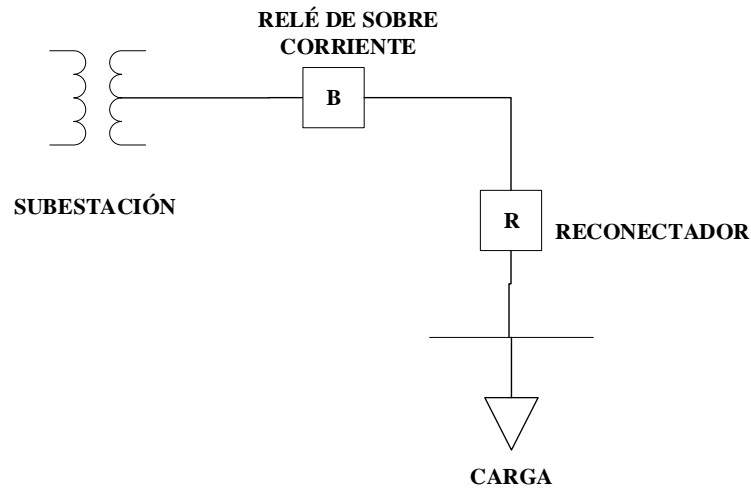 RELÉ DE SOBRE
CORRIENTE
B
SUBESTACIÓN
R
RECONECTADOR
CARGA